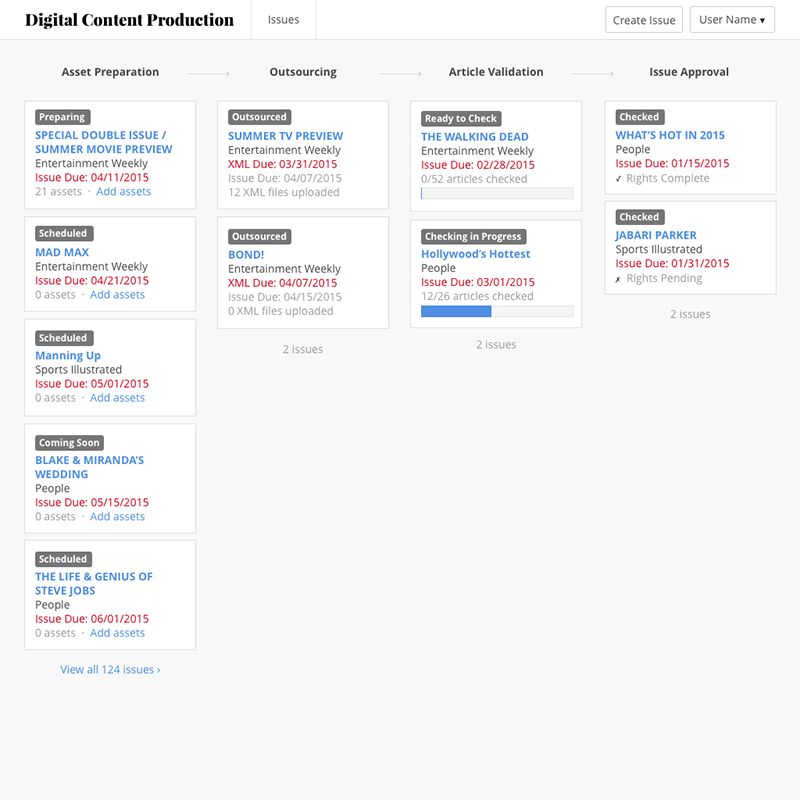 Digital Content Production
Issues
Create Issue
User Name ▾
Asset Preparation
Outsourcing
Article Validation
Issue Approval
Preparing
SPECIAL DOUBLE ISSUE /
SUMMER MOVIE PREVIEW
Entertainment Weekly
Issue Due: 04/11/2015
21 assets · Add assets
Scheduled
MAD MAX
Entertainment Weekly
Issue Due: 04/21/2015
0 assets · Add assets
Scheduled
Manning Up
Sports Illustrated
Issue Due: 05/01/2015
0 assets · Add assets
Coming Soon
BLAKE & MIRANDA'S
WEDDING
People
Issue Due: 05/15/2015
0 assets · Add assets
Scheduled
THE LIFE & GENIUS OF
STEVE JOBS
People
Issue Due: 06/01/2015
0 assets · Add assets
View all 124 issues ›
Outsourced
SUMMER TV PREVIEW
Entertainment Weekly
XML Due: 03/31/2015
Issue Due: 04/07/2015
12 XML files uploaded
Outsourced
BOND!
Entertainment Weekly
XML Due: 04/07/2015
Issue Due: 04/15/2015
0 XML files uploaded
2 issues
Ready to Check
THE WALKING DEAD
Entertainment Weekly
Issue Due: 02/28/2015
0/52 articles checked
Checking in Progress
Hollywood's Hottest
People
Issue Due: 03/01/2015
12/26 articles checked
2 issues
Checked
WHAT'S HOT IN 2015
People
Issue Due: 01/15/2015
✓ Rights Complete
Checked
JABARI PARKER
Sports Illustrated
Issue Due: 01/31/2015
✗ Rights Pending
2 issues